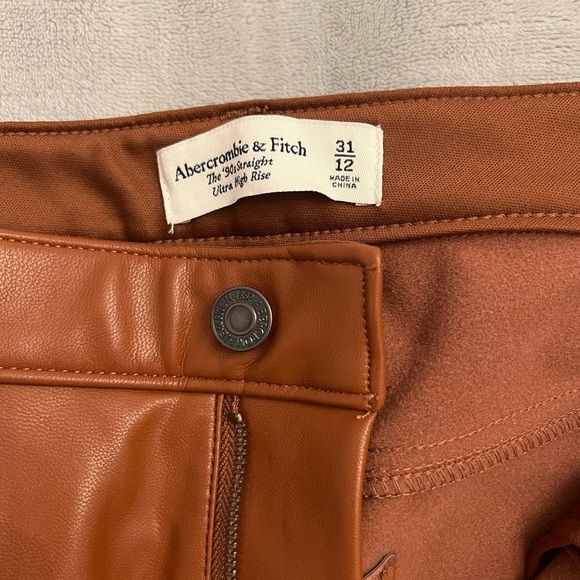 Abercrombie & Fitch
The '90s Straight
Ultra High Rise
31
12
MADE IN
CHINA